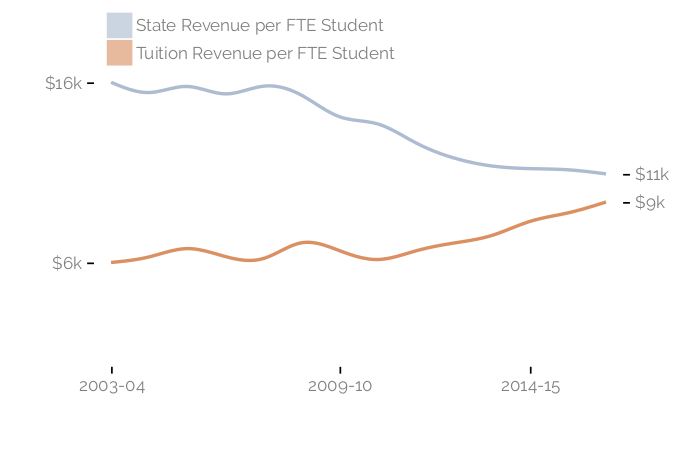 State Revenue per FTE Student
Tuition Revenue per FTE Student
$16k
$11k
$9k
$6k
2003-04 2009-10 2014-15